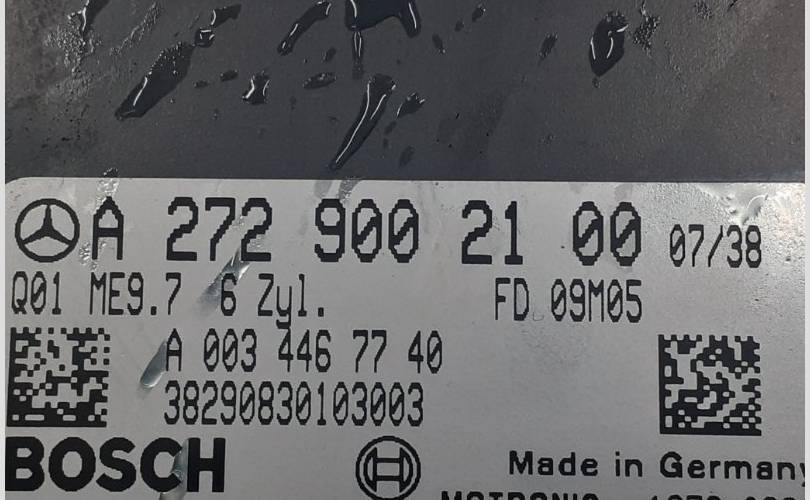 A 272 900 21 00 07/38
Q01 ME9.7 6 Zyl. FD 09M05
A 003 446 77 40
38290830103003
BOSCH
Made in Germany
MOTRONIC